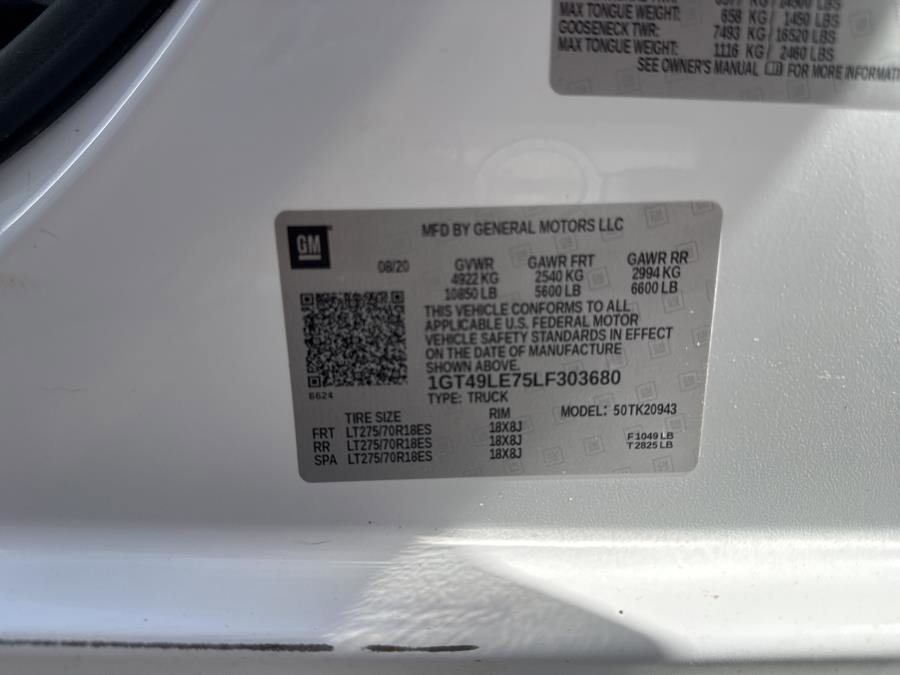 MAX TONGUE WEIGHT: 658 KG / 1450 LBS
GOOSENECK TWR: 7493 KG / 16520 LBS
MAX TONGUE WEIGHT: 1116 KG / 2460 LBS
SEE OWNER'S MANUAL FOR MORE INFORMATI
GM
MFD BY GENERAL MOTORS LLC
08/20 GVWR GAWR FRT GAWR RR
4922 KG 2540 KG 2994 KG
10850 LB 5600 LB 6600 LB
THIS VEHICLE CONFORMS TO ALL
APPLICABLE U.S. FEDERAL MOTOR
VEHICLE SAFETY STANDARDS IN EFFECT
ON THE DATE OF MANUFACTURE
SHOWN ABOVE.
1GT49LE75LF303680
6624 TYPE: TRUCK
TIRE SIZE RIM MODEL: 50TK20943
FRT LT275/70R18ES 18X8J
RR LT275/70R18ES 18X8J
SPA LT275/70R18ES 18X8J
F 1049 LB
T 2825 LB